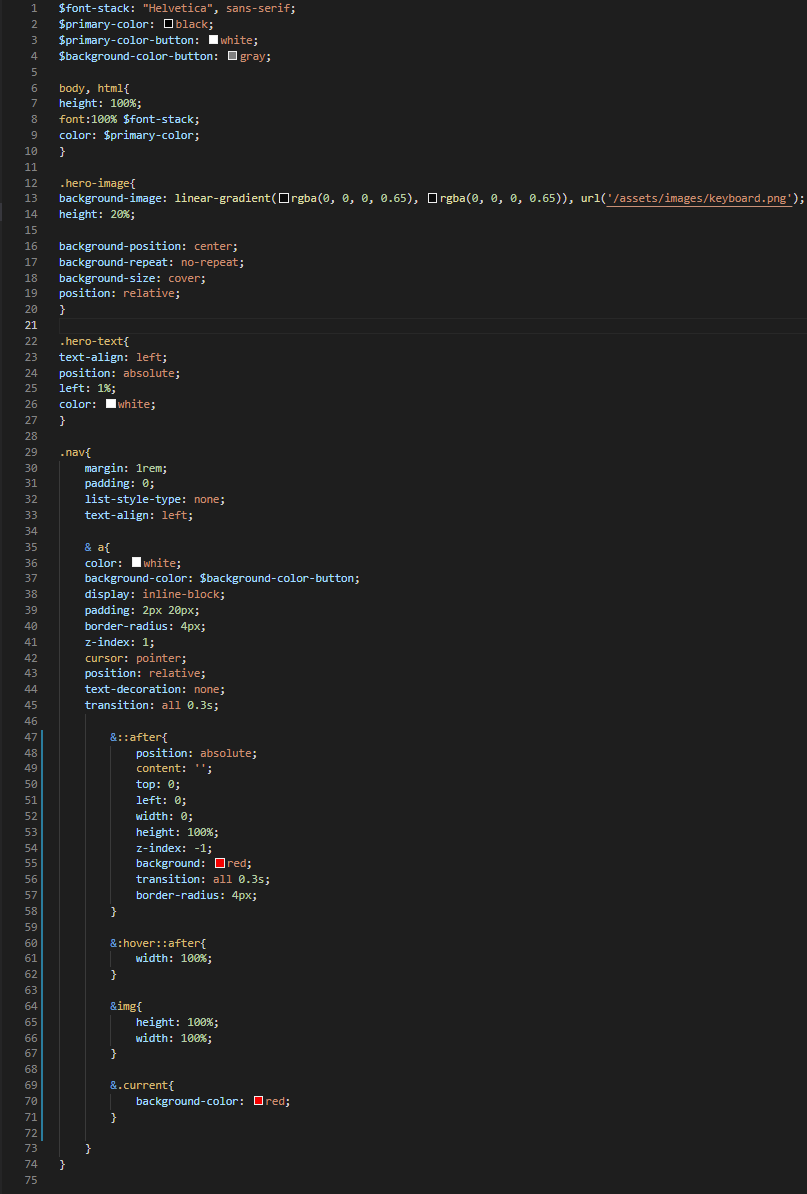 1 $font-stack: "Helvetica", sans-serif;
2 $primary-color: black;
3 $primary-color-button: white;
4 $background-color-button: gray;
5
6 body, html{
7 height: 100%;
8 font:100% $font-stack;
9 color: $primary-color;
10 }
11
12 .hero-image{
13 background-image: linear-gradient(rgba(0, 0, 0, 0.65), rgba(0, 0, 0, 0.65)), url('/assets/images/keyboard.png');
14 height: 20%;
15
16 background-position: center;
17 background-repeat: no-repeat;
18 background-size: cover;
19 position: relative;
20 }
21
22 .hero-text{
23 text-align: left;
24 position: absolute;
25 left: 1%;
26 color: white;
27 }
28
29 .nav{
30 margin: 1rem;
31 padding: 0;
32 list-style-type: none;
33 text-align: left;
34
35 & a{
36 color: white;
37 background-color: $background-color-button;
38 display: inline-block;
39 padding: 2px 20px;
40 border-radius: 4px;
41 z-index: 1;
42 cursor: pointer;
43 position: relative;
44 text-decoration: none;
45 transition: all 0.3s;
46
47 &::after{
48 position: absolute;
49 content: '';
50 top: 0;
51 left: 0;
52 width: 0;
53 height: 100%;
54 z-index: -1;
55 background: red;
56 transition: all 0.3s;
57 border-radius: 4px;
58 }
59
60 &:hover::after{
61 width: 100%;
62 }
63
64 &img{
65 height: 100%;
66 width: 100%;
67 }
68
69 &.current{
70 background-color: red;
71 }
72
73 }
74 }
75